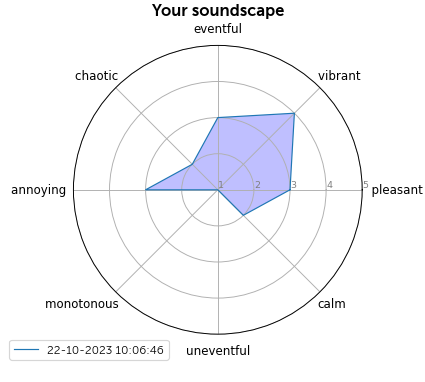 Your soundscape
eventful
chaotic
vibrant
annoying
1
2
3
4
5
pleasant
monotonous
calm
22-10-2023 10:06:46
uneventful